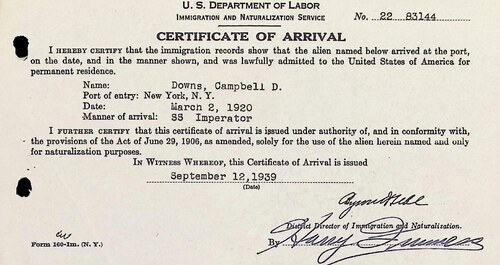 U. S. DEPARTMENT OF LABOR
IMMIGRATION AND NATURALIZATION SERVICE
No. 22 83144
CERTIFICATE OF ARRIVAL
I HEREBY CERTIFY that the immigration records show that the alien named below arrived at the port,
on the date, and in the manner shown, and was lawfully admitted to the United States of America for
permanent residence.
Name: Downs, Campbell D.
Port of entry: New York, N. Y.
Date: March 2, 1920
Manner of arrival: SS Imperator
I FURTHER CERTIFY that this certificate of arrival is issued under authority of, and in conformity with,
the provisions of the Act of June 29, 1906, as amended, solely for the use of the alien herein named and only
for naturalization purposes.
IN WITNESS WHEREOF, this Certificate of Arrival is issued
September 12,1939
(Date)
District Director of Immigration and Naturalization.
By Harry
Form 160-Im. (N. Y.)